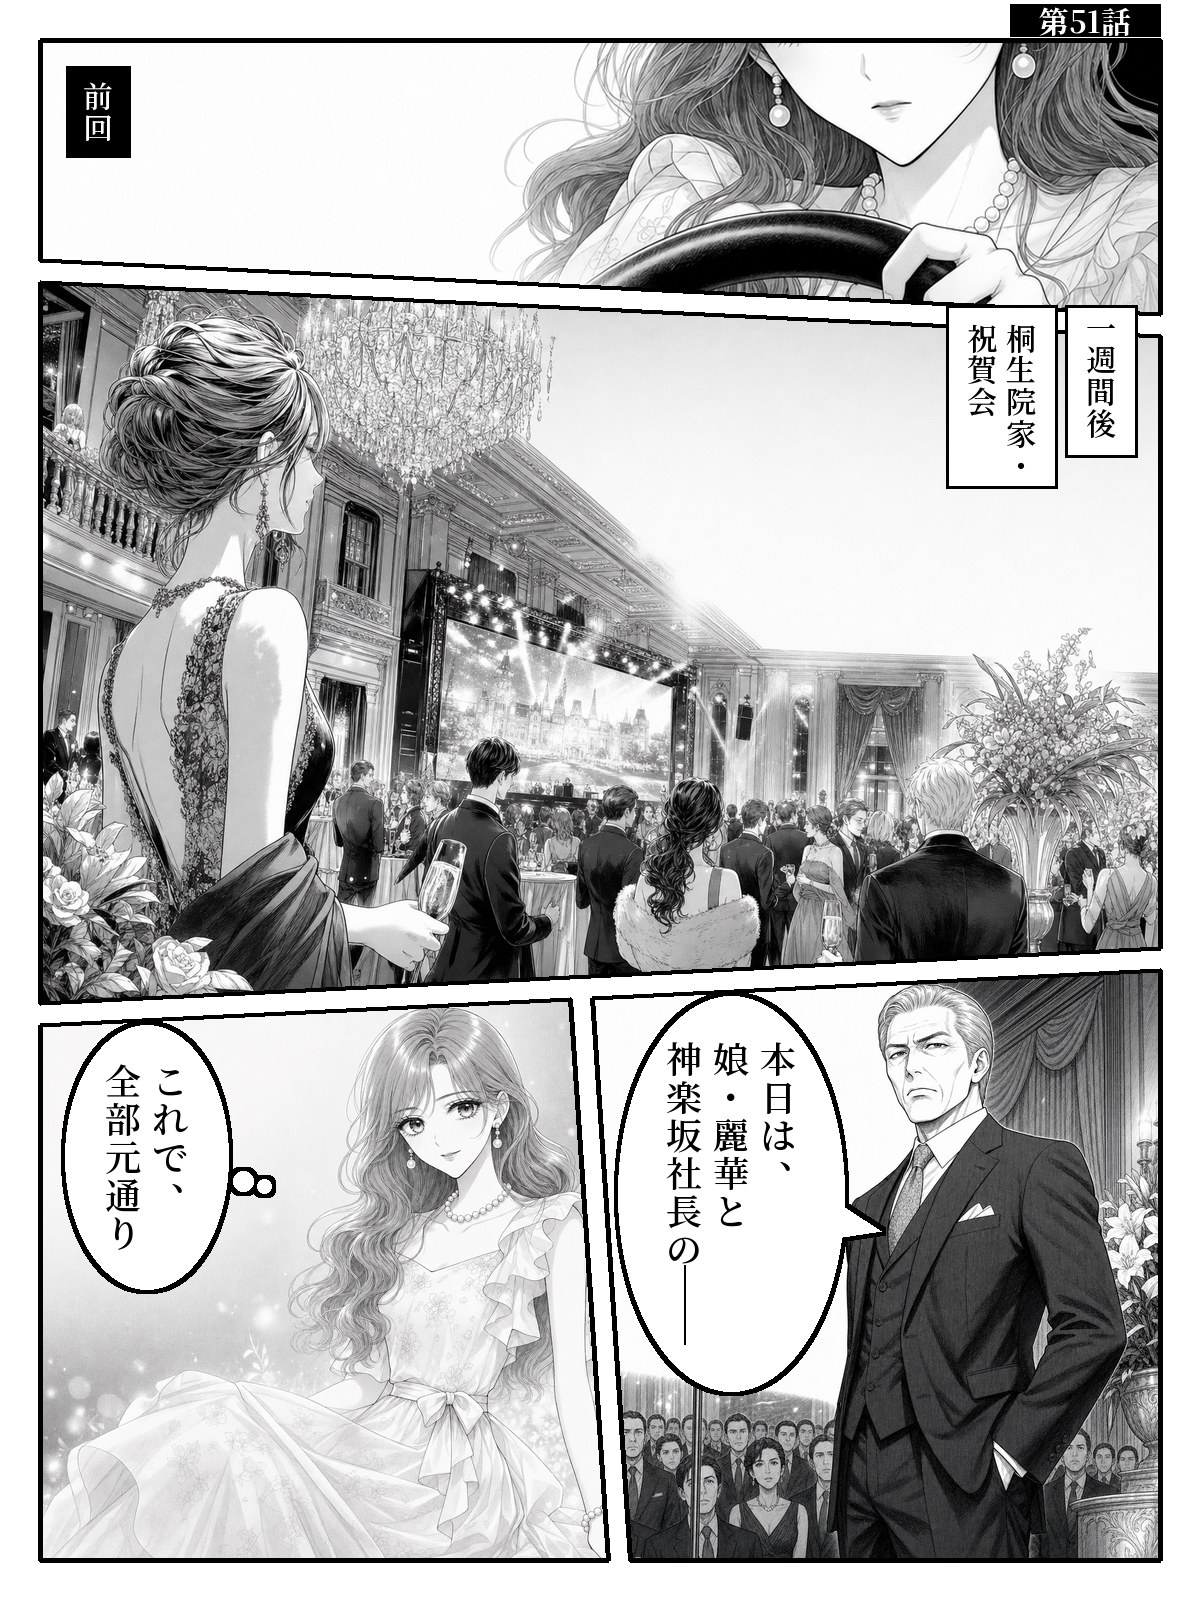 第51話
前回
一週間後
桐生院家・
祝賀会
本日は、
娘・麗華と
神楽坂社長の――
これで、
全部元通り